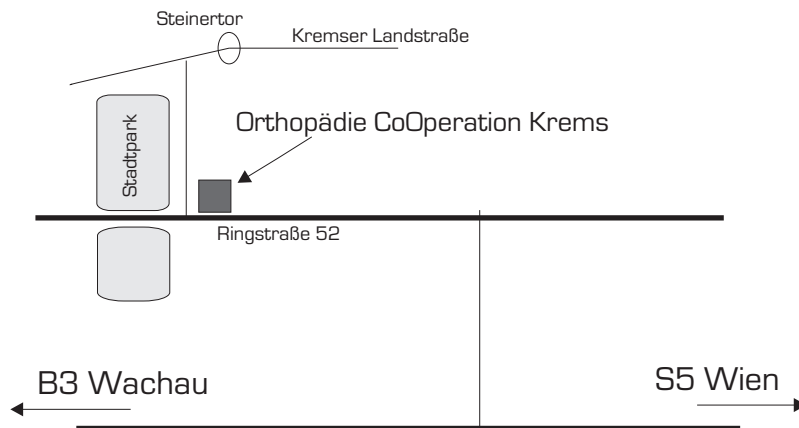 Steinertor
Kremser Landstraße
Orthopädie CoOperation Krems
Stadtpark
Ringstraße 52
B3 Wachau
S5 Wien